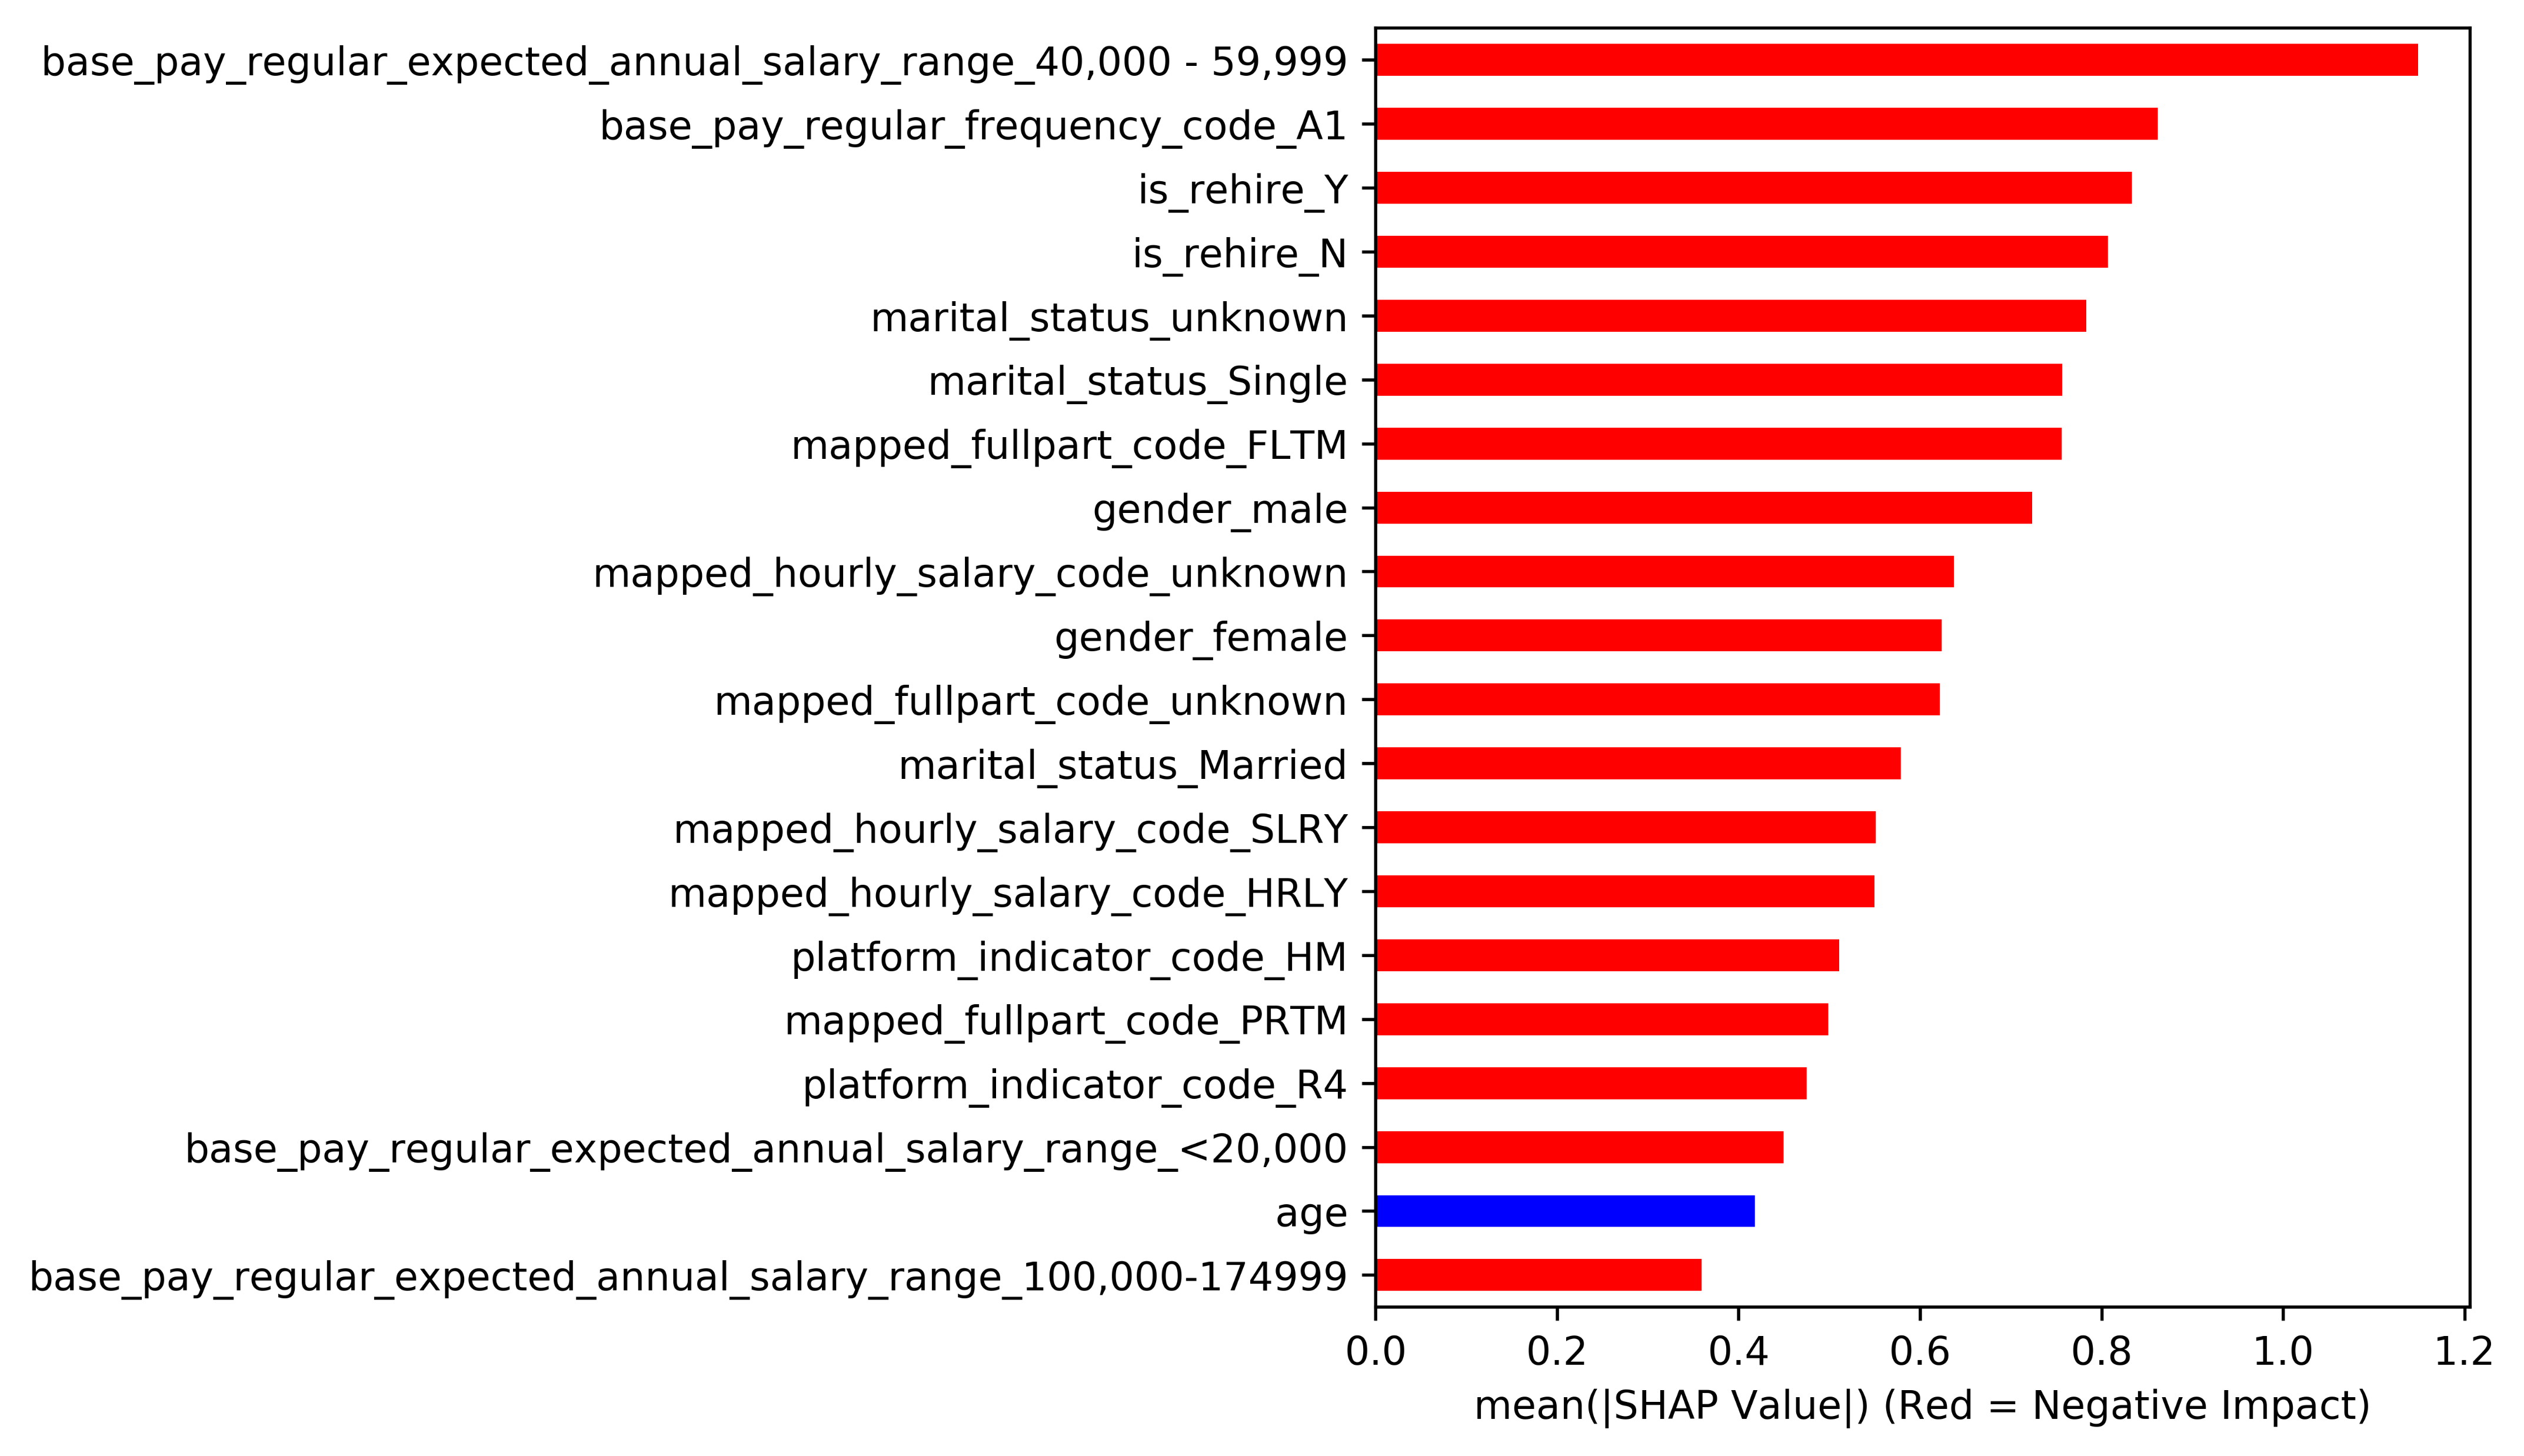 base_pay_regular_expected_annual_salary_range_40,000 - 59,999
base_pay_regular_frequency_code_A1
is_rehire_Y
is_rehire_N
marital_status_unknown
marital_status_Single
mapped_fullpart_code_FLTM
gender_male
mapped_hourly_salary_code_unknown
gender_female
mapped_fullpart_code_unknown
marital_status_Married
mapped_hourly_salary_code_SLRY
mapped_hourly_salary_code_HRLY
platform_indicator_code_HM
mapped_fullpart_code_PRTM
platform_indicator_code_R4
base_pay_regular_expected_annual_salary_range_<20,000
age
base_pay_regular_expected_annual_salary_range_100,000-174999
0.0 0.2 0.4 0.6 0.8 1.0 1.2
mean(|SHAP Value|) (Red = Negative Impact)